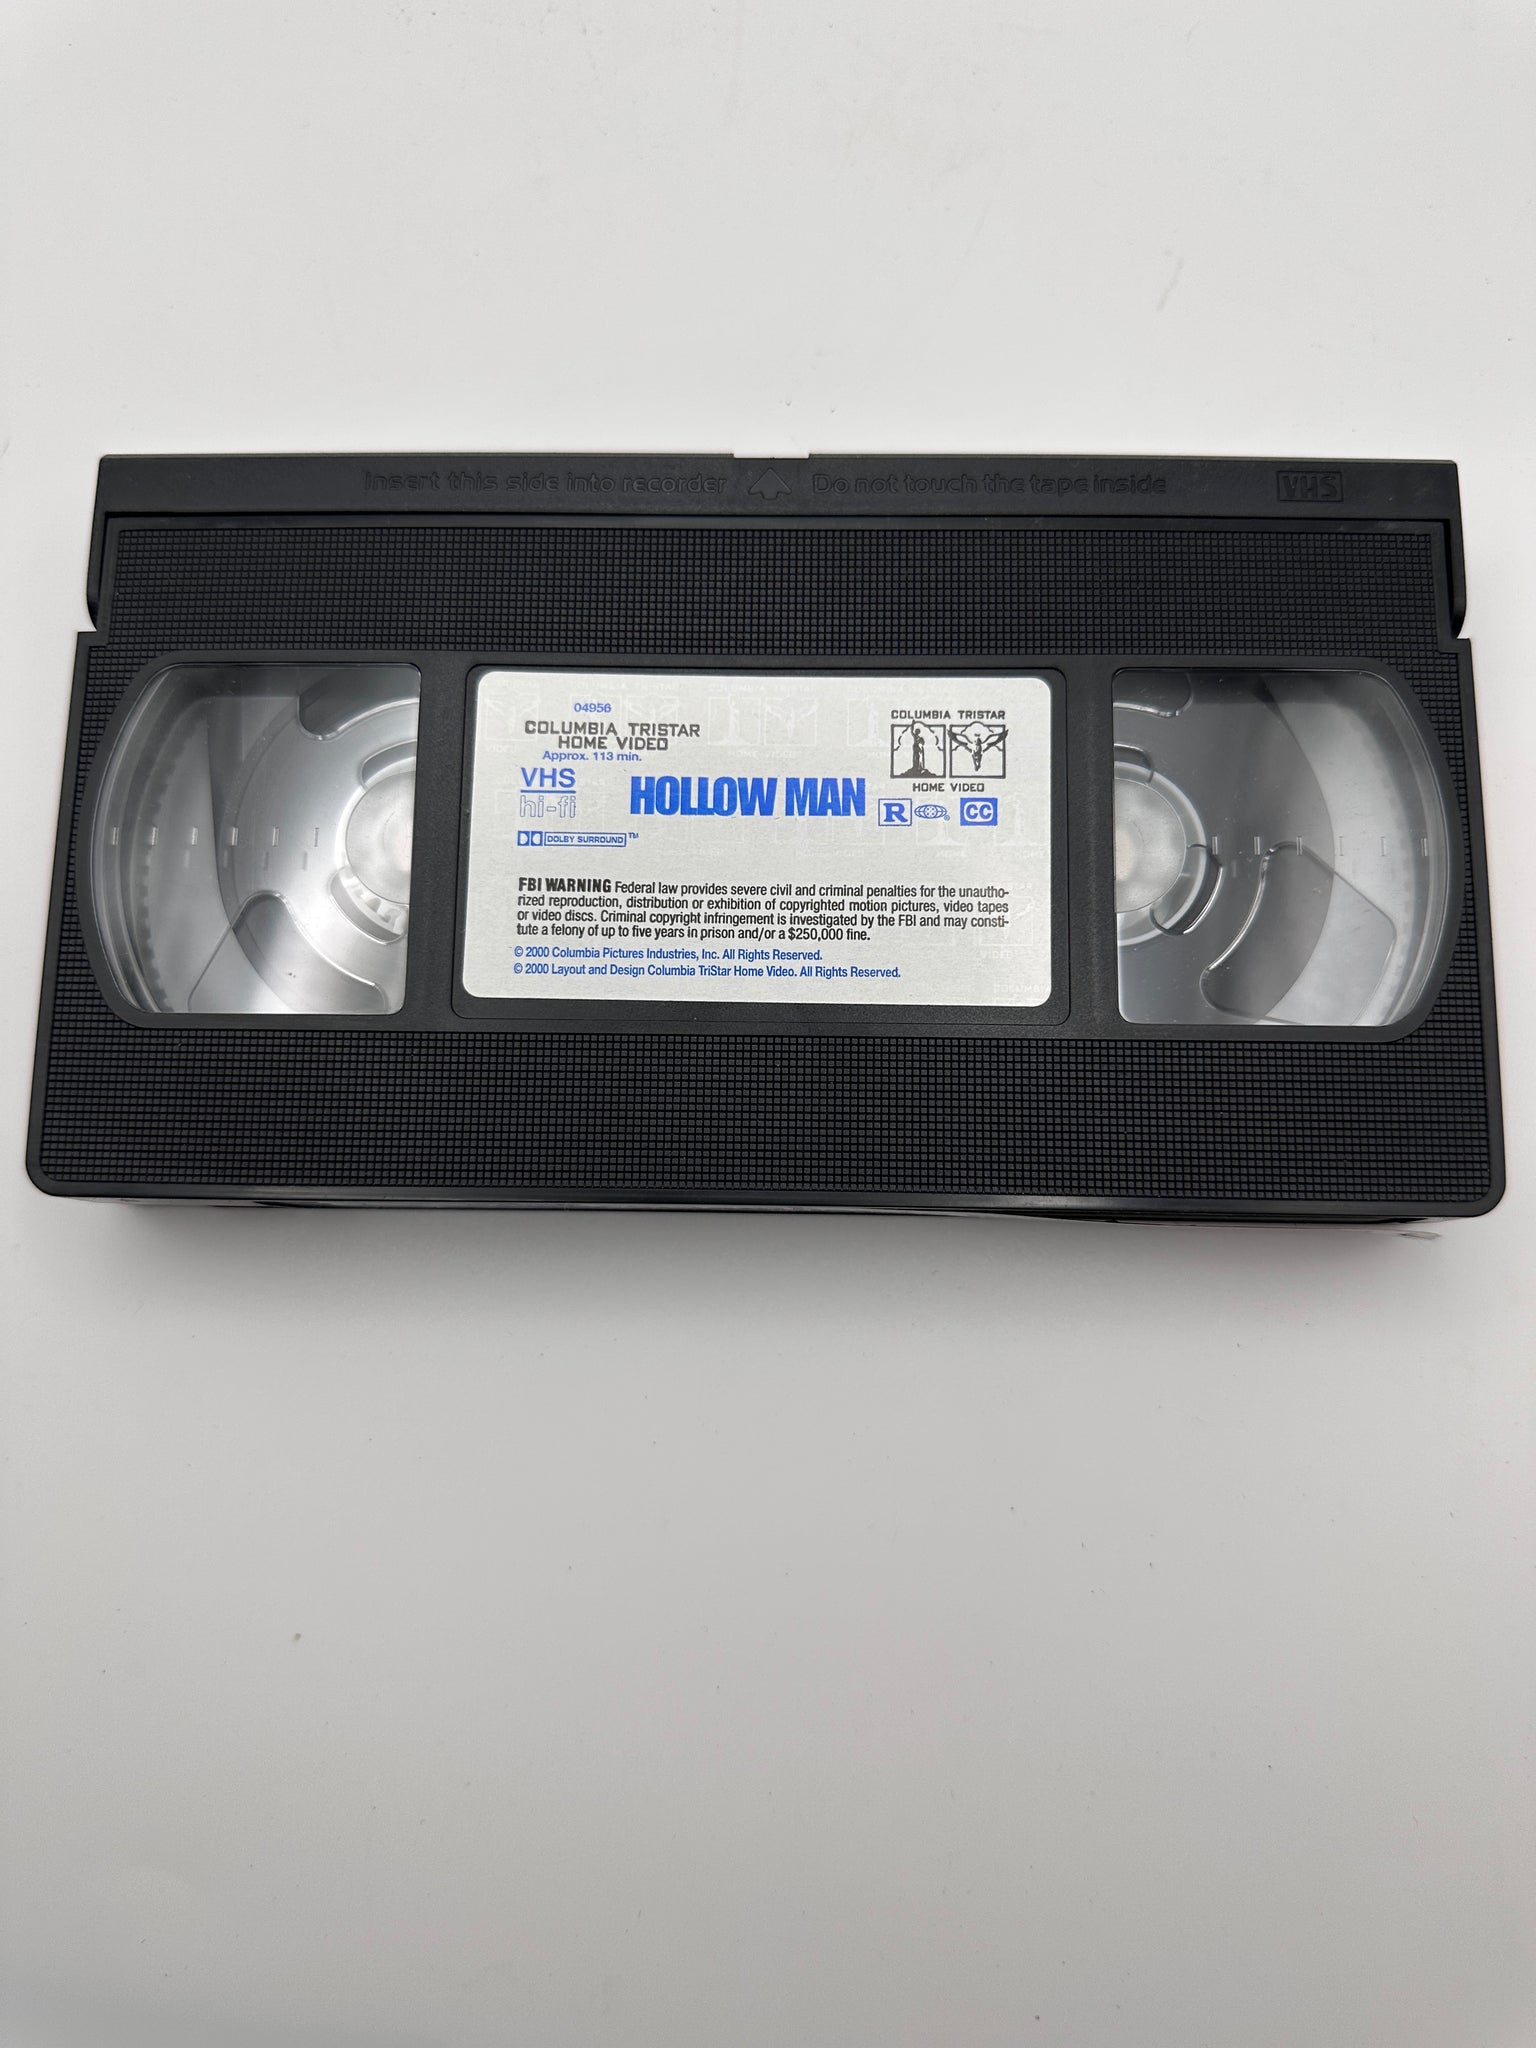 Insert this side into recorder Do not touch the tape inside VHS
04956
COLUMBIA TRISTAR
HOME VIDEO
Approx. 113 min.
VHS
hi-fi
HOLLOW MAN
DOLBY SURROUND™
COLUMBIA TRISTAR
HOME VIDEO
R
®
CC
FBI WARNING Federal law provides severe civil and criminal penalties for the unautho-
rized reproduction, distribution or exhibition of copyrighted motion pictures, video tapes
or video discs. Criminal copyright infringement is investigated by the FBI and may consti-
tute a felony of up to five years in prison and/or a $250,000 fine.
© 2000 Columbia Pictures Industries, Inc. All Rights Reserved.
© 2000 Layout and Design Columbia TriStar Home Video. All Rights Reserved.